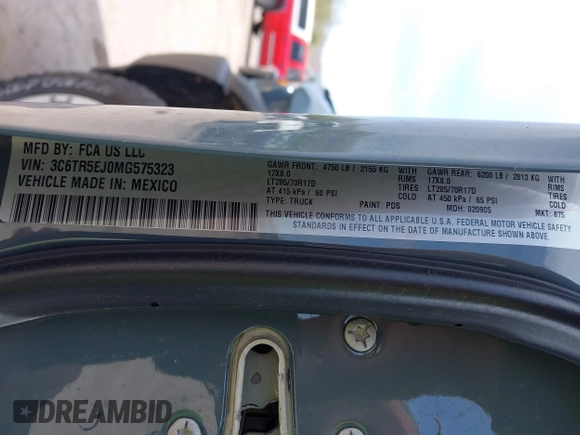 MFD BY: FCA US LLC
VIN: 3C6TR5EJ0MG575323
VEHICLE MADE IN: MEXICO
GAWR FRONT: 4750 LB / 2155 KG
17X8.0 RIMS
LT285/70R17D TIRES
AT 415 kPa / 60 PSI COLD
TYPE: TRUCK
GAWR REAR: 6200 LB / 2813 KG
17X8.0 RIMS
LT285/70R17D TIRES
AT 450 kPa / 65 PSI COLD
PAINT: PDS
MDH: 020905
MKT: 875
THIS VEHICLE CONFORMS TO ALL APPLICABLE U.S.A. FEDERAL MOTOR VEHICLE SAFETY
STANDARDS IN EFFECT ON THE DATE OF MANUFACTURE SHOWN ABOVE.
DREAMBID